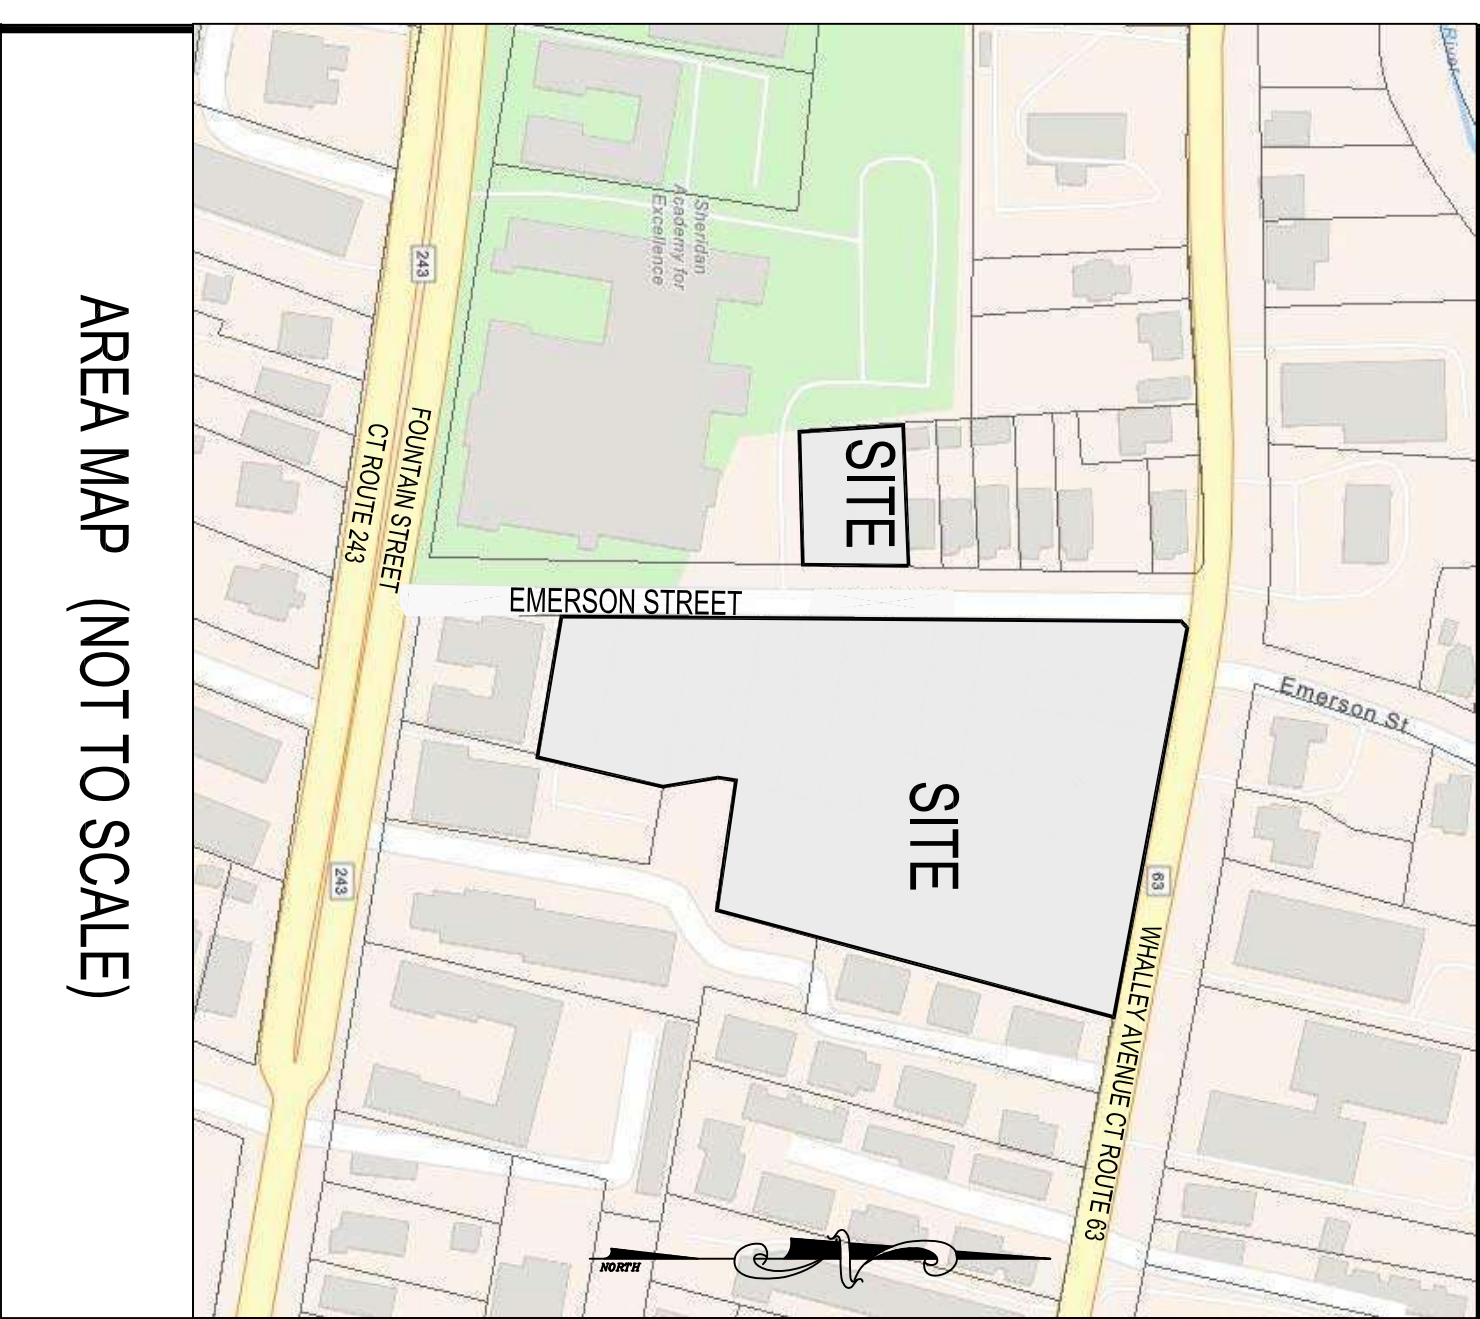 AREA MAP (NOT TO SCALE)
River
Sheridan
Academy for
Excellence
243
FOUNTAIN STREET
CT ROUTE 243
SITE
EMERSON STREET
Emerson St
SITE
243
63
WHALLEY AVENUE CT ROUTE 63
NORTH